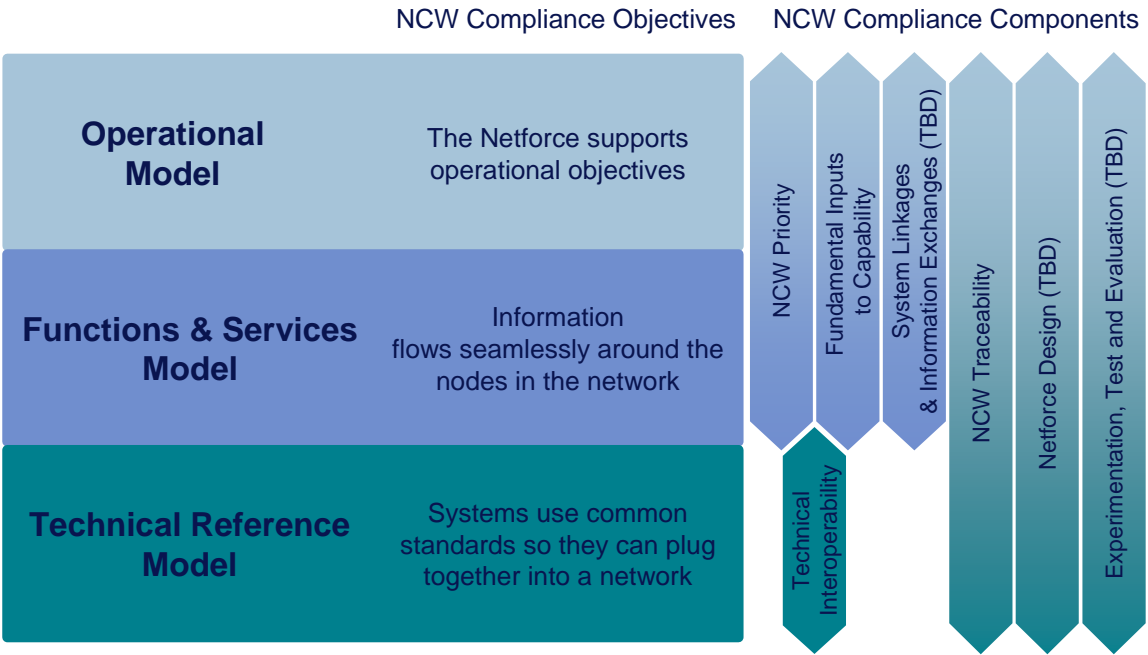 NCW Compliance Objectives
NCW Compliance Components
Operational
Model
The Netforce supports
operational objectives
Functions & Services
Model
Information
flows seamlessly around the
nodes in the network
Technical Reference
Model
Systems use common
standards so they can plug
together into a network
NCW Priority
Fundamental Inputs
to Capability
System Linkages
& Information Exchanges (TBD)
Technical
Interoperability
NCW Traceability
Netforce Design (TBD)
Experimentation, Test and Evaluation (TBD)